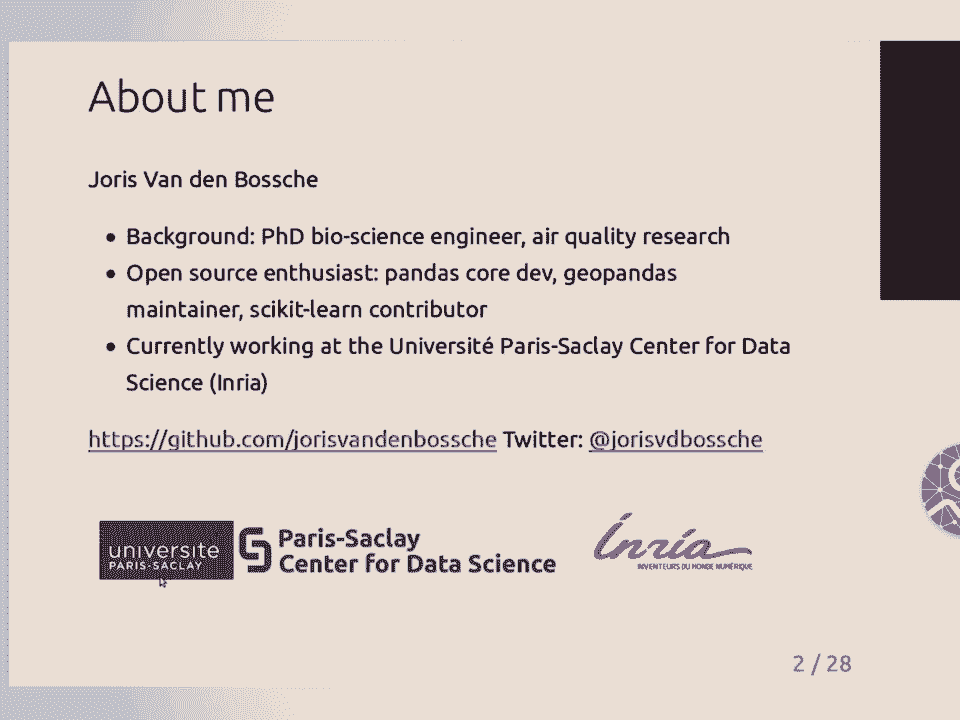 About me
Joris Van den Bossche
Background: PhD bio-science engineer, air quality research
Open source enthusiast: pandas core dev, geopandas
maintainer, scikit-learn contributor
Currently working at the Université Paris-Saclay Center for Data
Science (Inria)
https://github.com/jorisvandenbossche Twitter: @jorisvdbossche
université
PARIS-SACLAY
Paris-Saclay
Center for Data Science
Inria
INVENTEURS DU MONDE NUMÉRIQUE
2 / 28